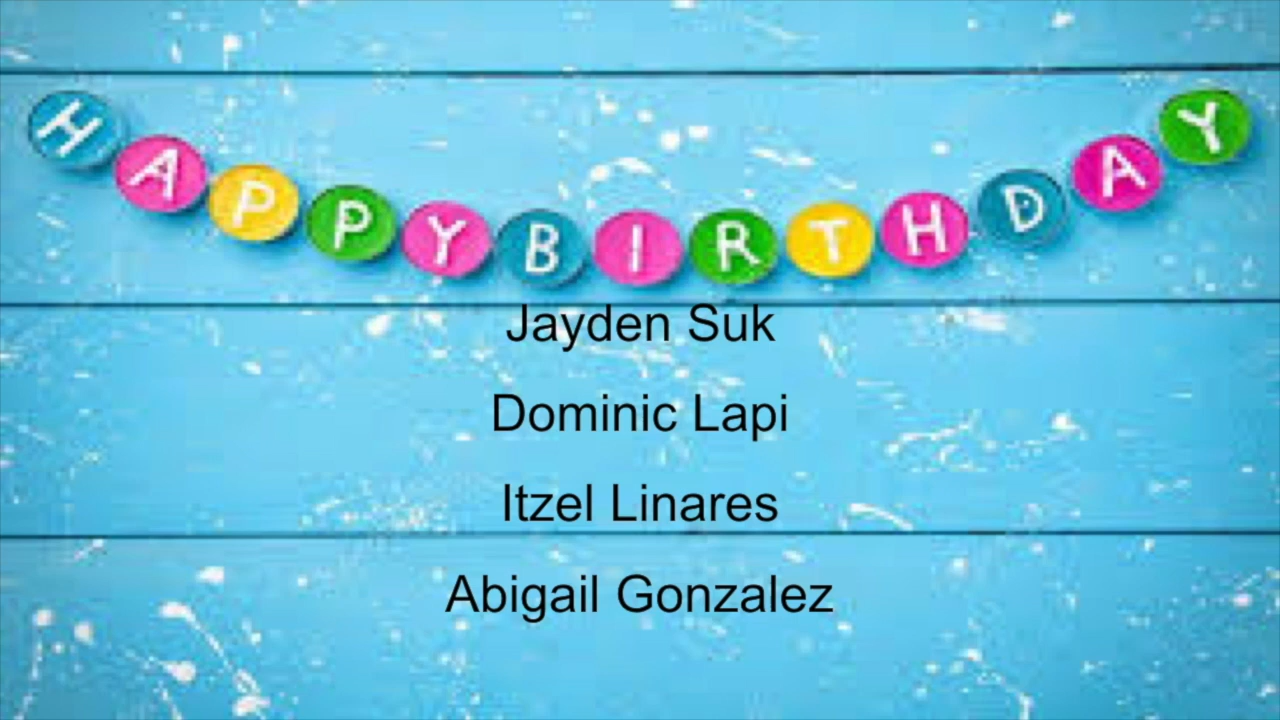 HAPPYBIRTHDAY
Jayden Suk
Dominic Lapi
Itzel Linares
Abigail Gonzalez